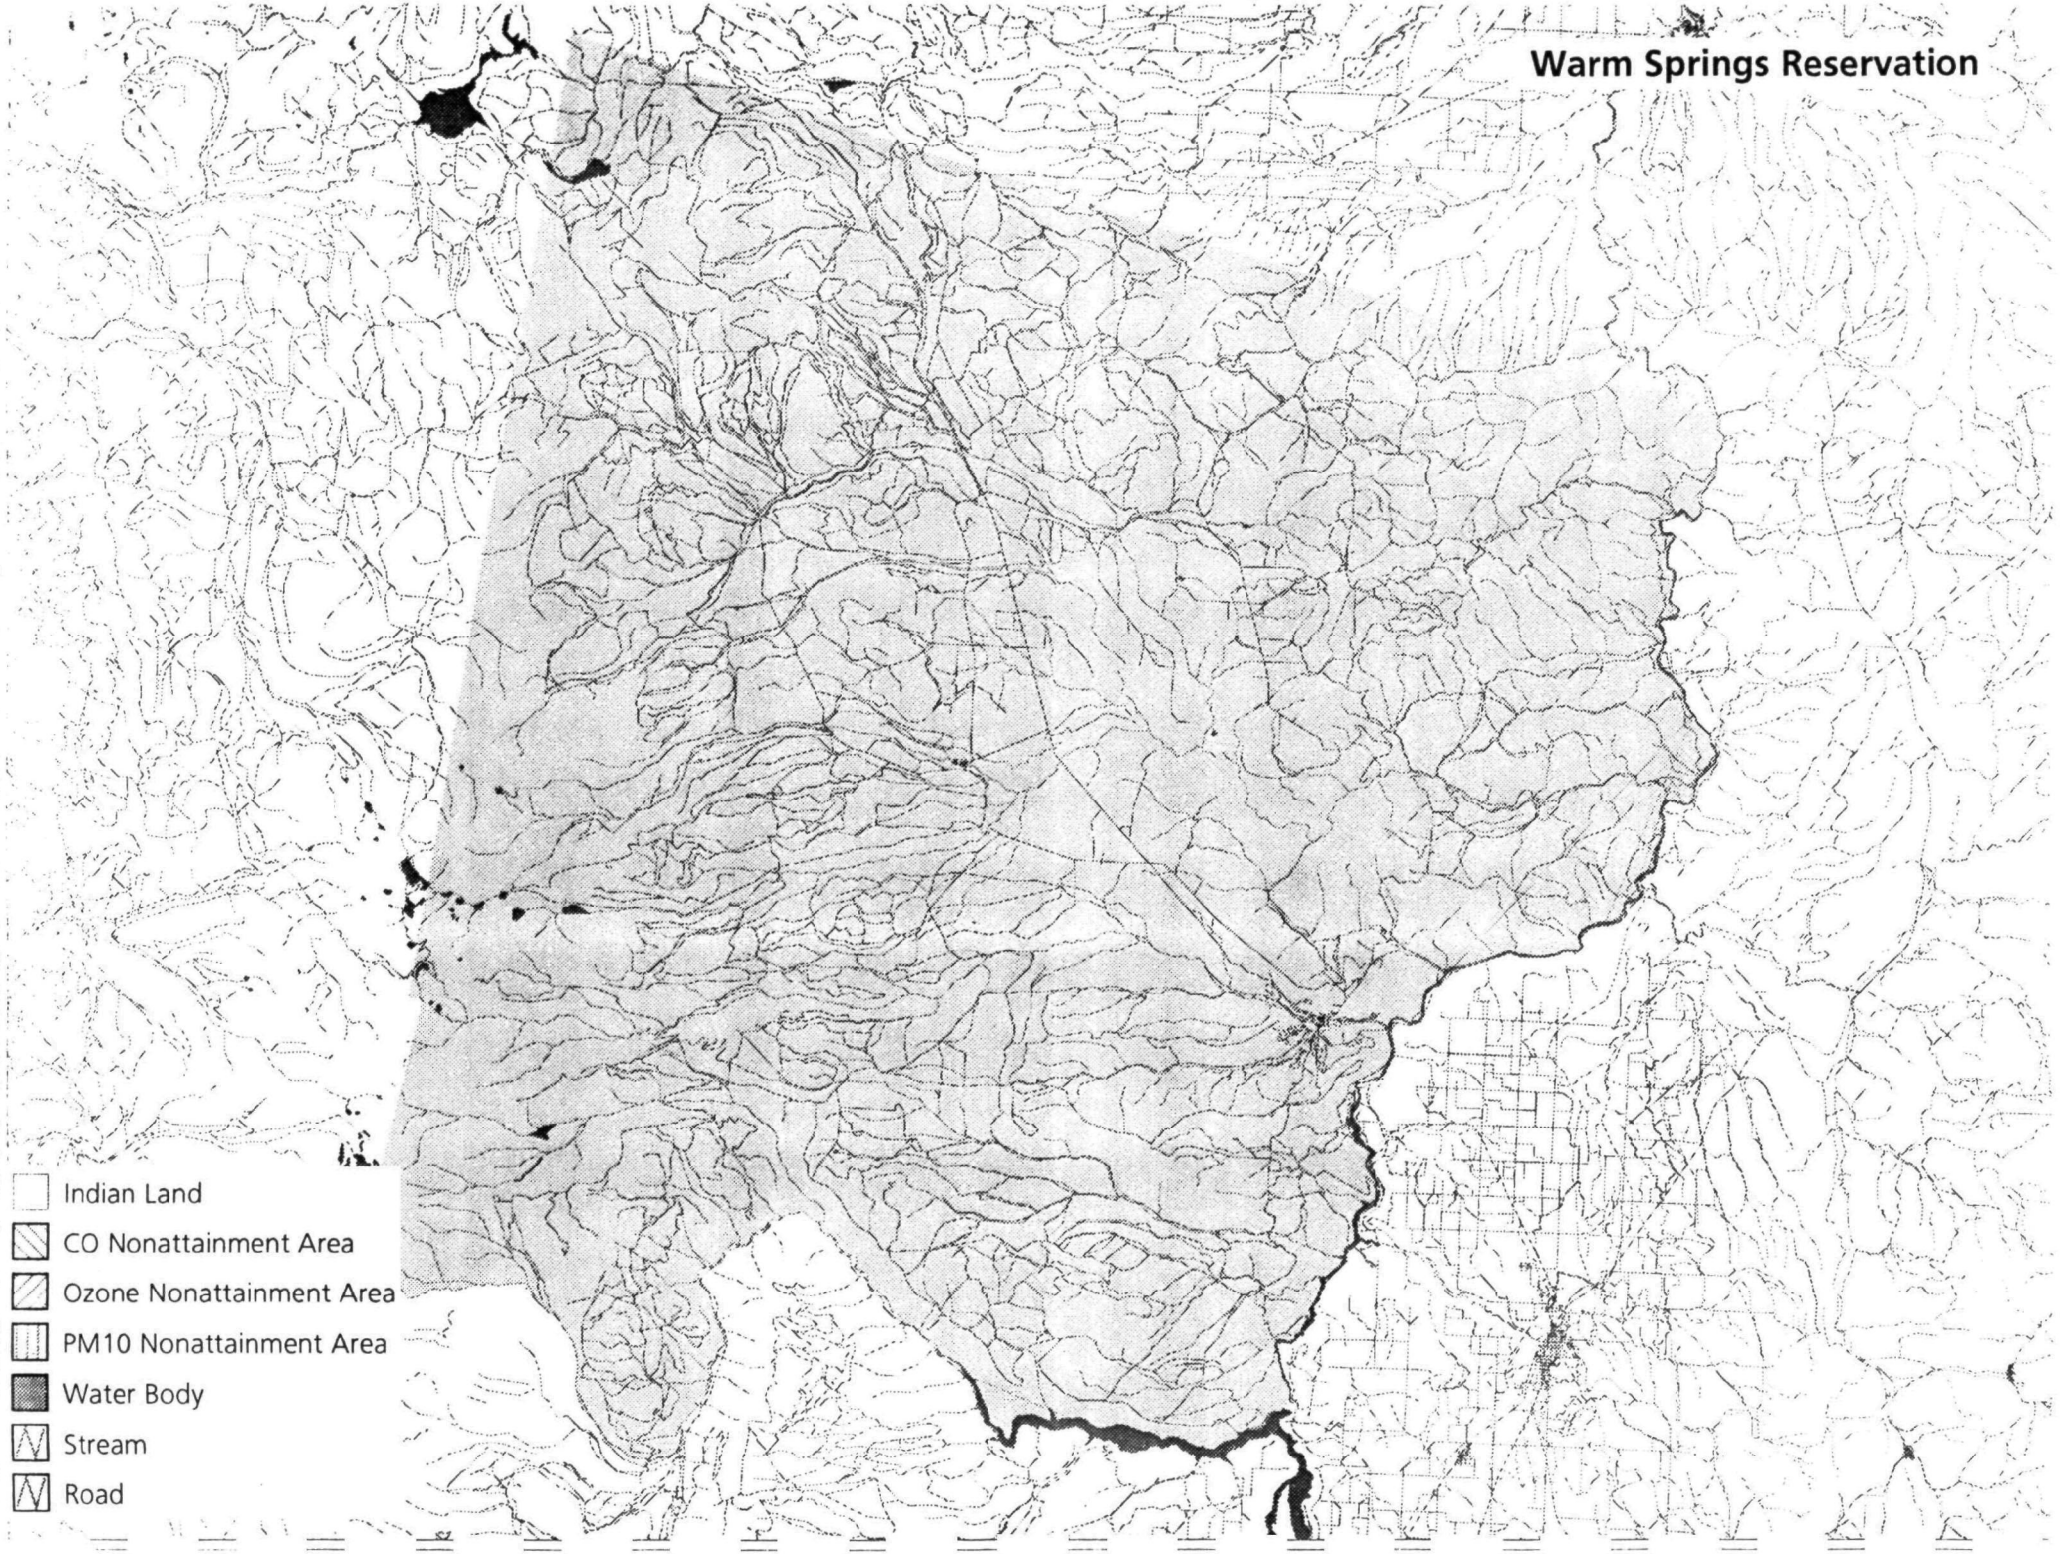 Warm Springs Reservation
Indian Land
CO Nonattainment Area
Ozone Nonattainment Area
PM10 Nonattainment Area
Water Body
Stream
Road